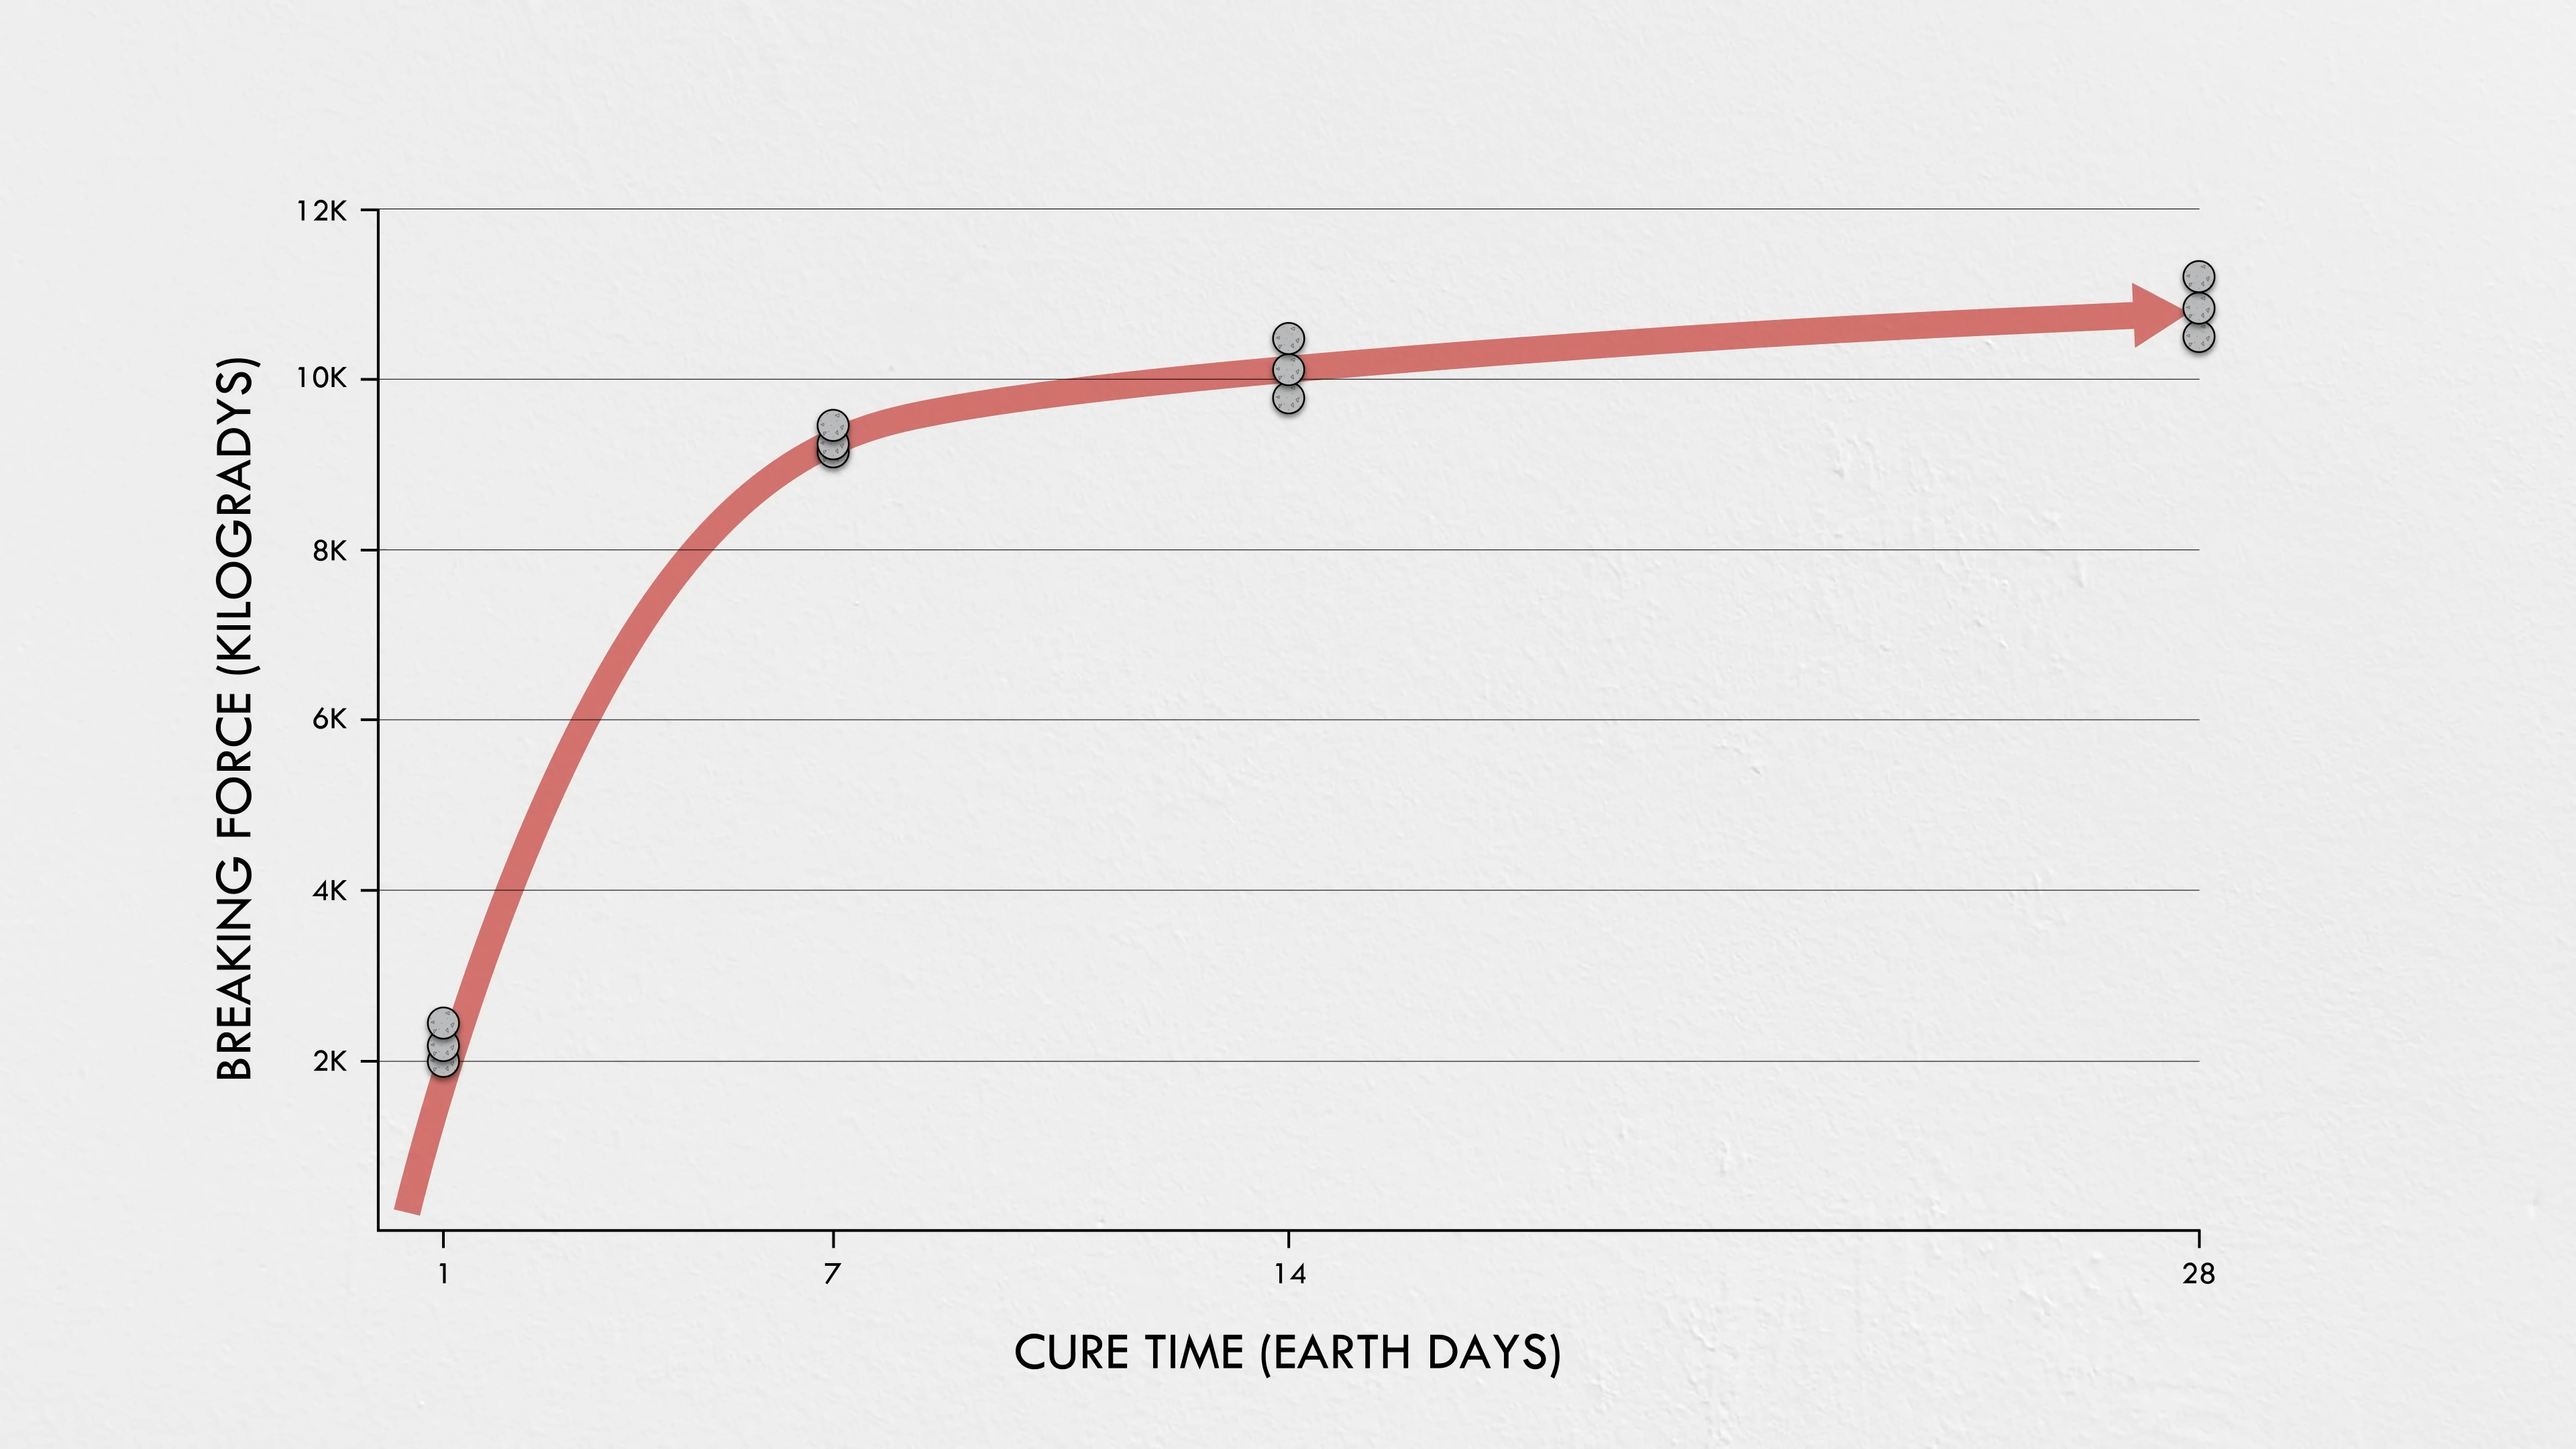 12K
10K
8K
6K
4K
2K
BREAKING FORCE (KILOGRADYS)
1
7
14
28
CURE TIME (EARTH DAYS)